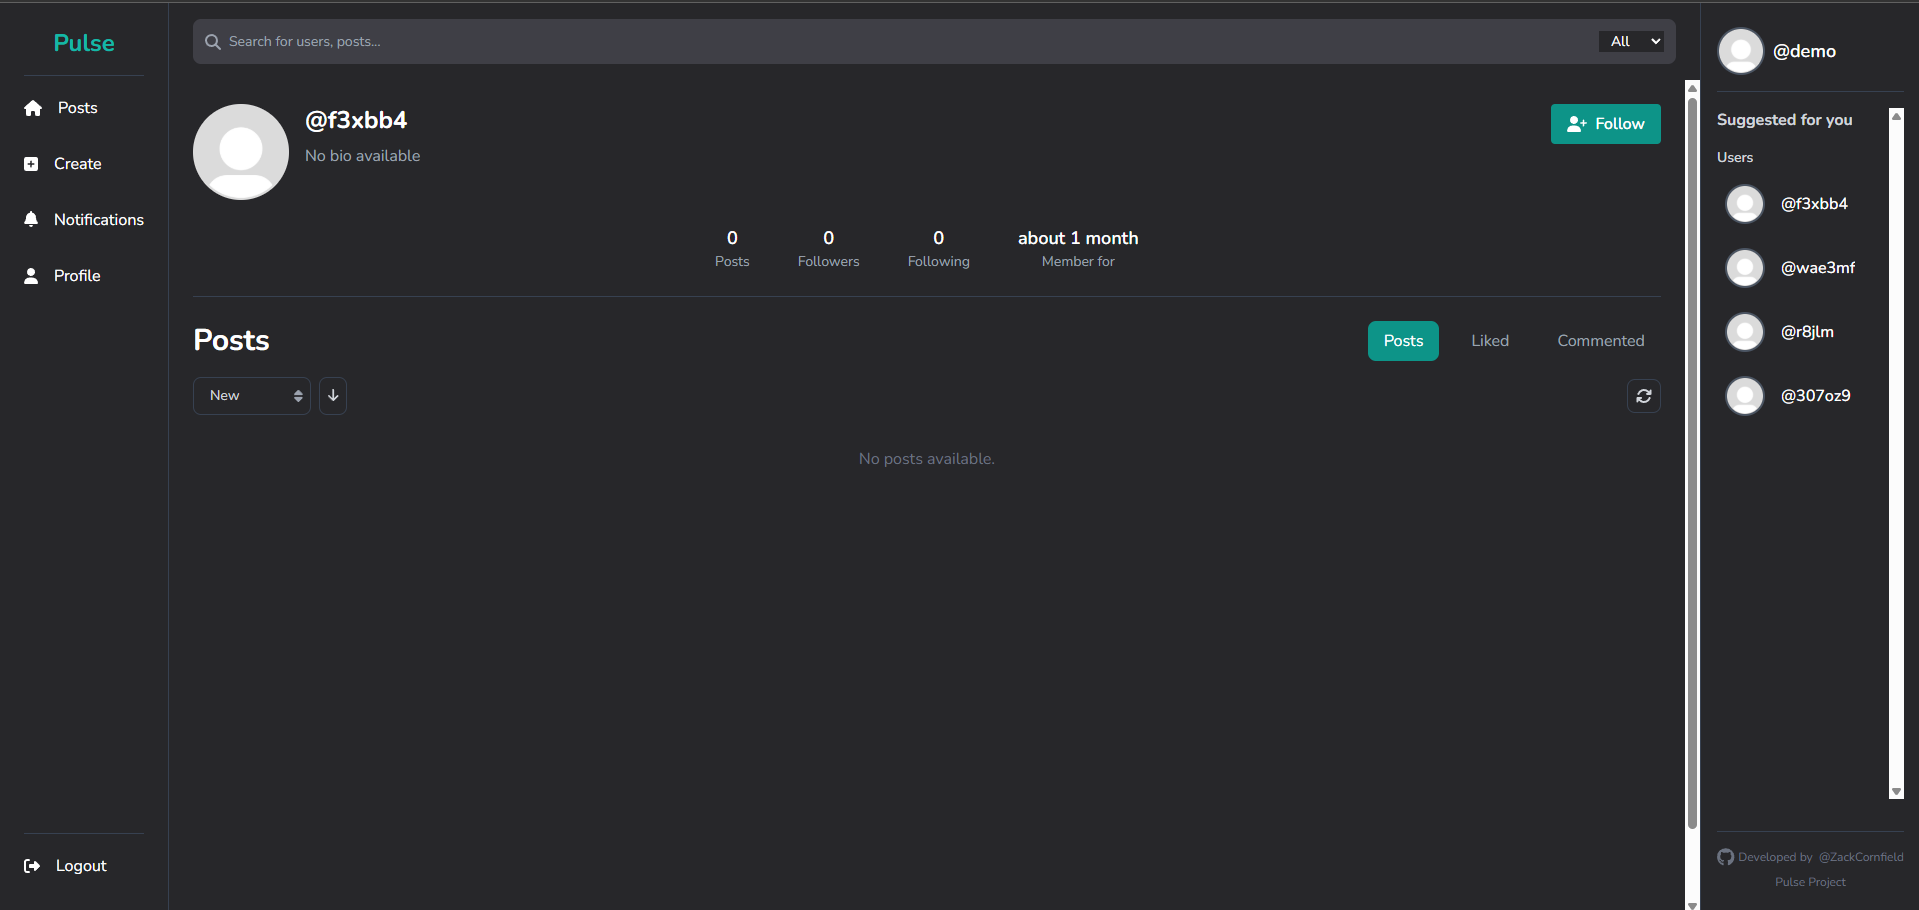 Pulse
Posts
Create
Notifications
Profile
Logout
Search for users, posts...
All
@f3xbb4
No bio available
Follow
0
Posts
0
Followers
0
Following
about 1 month
Member for
Posts
Posts
Liked
Commented
New
No posts available.
@demo
Suggested for you
Users
@f3xbb4
@wae3mf
@r8jlm
@307oz9
Developed by @ZackCornfield
Pulse Project